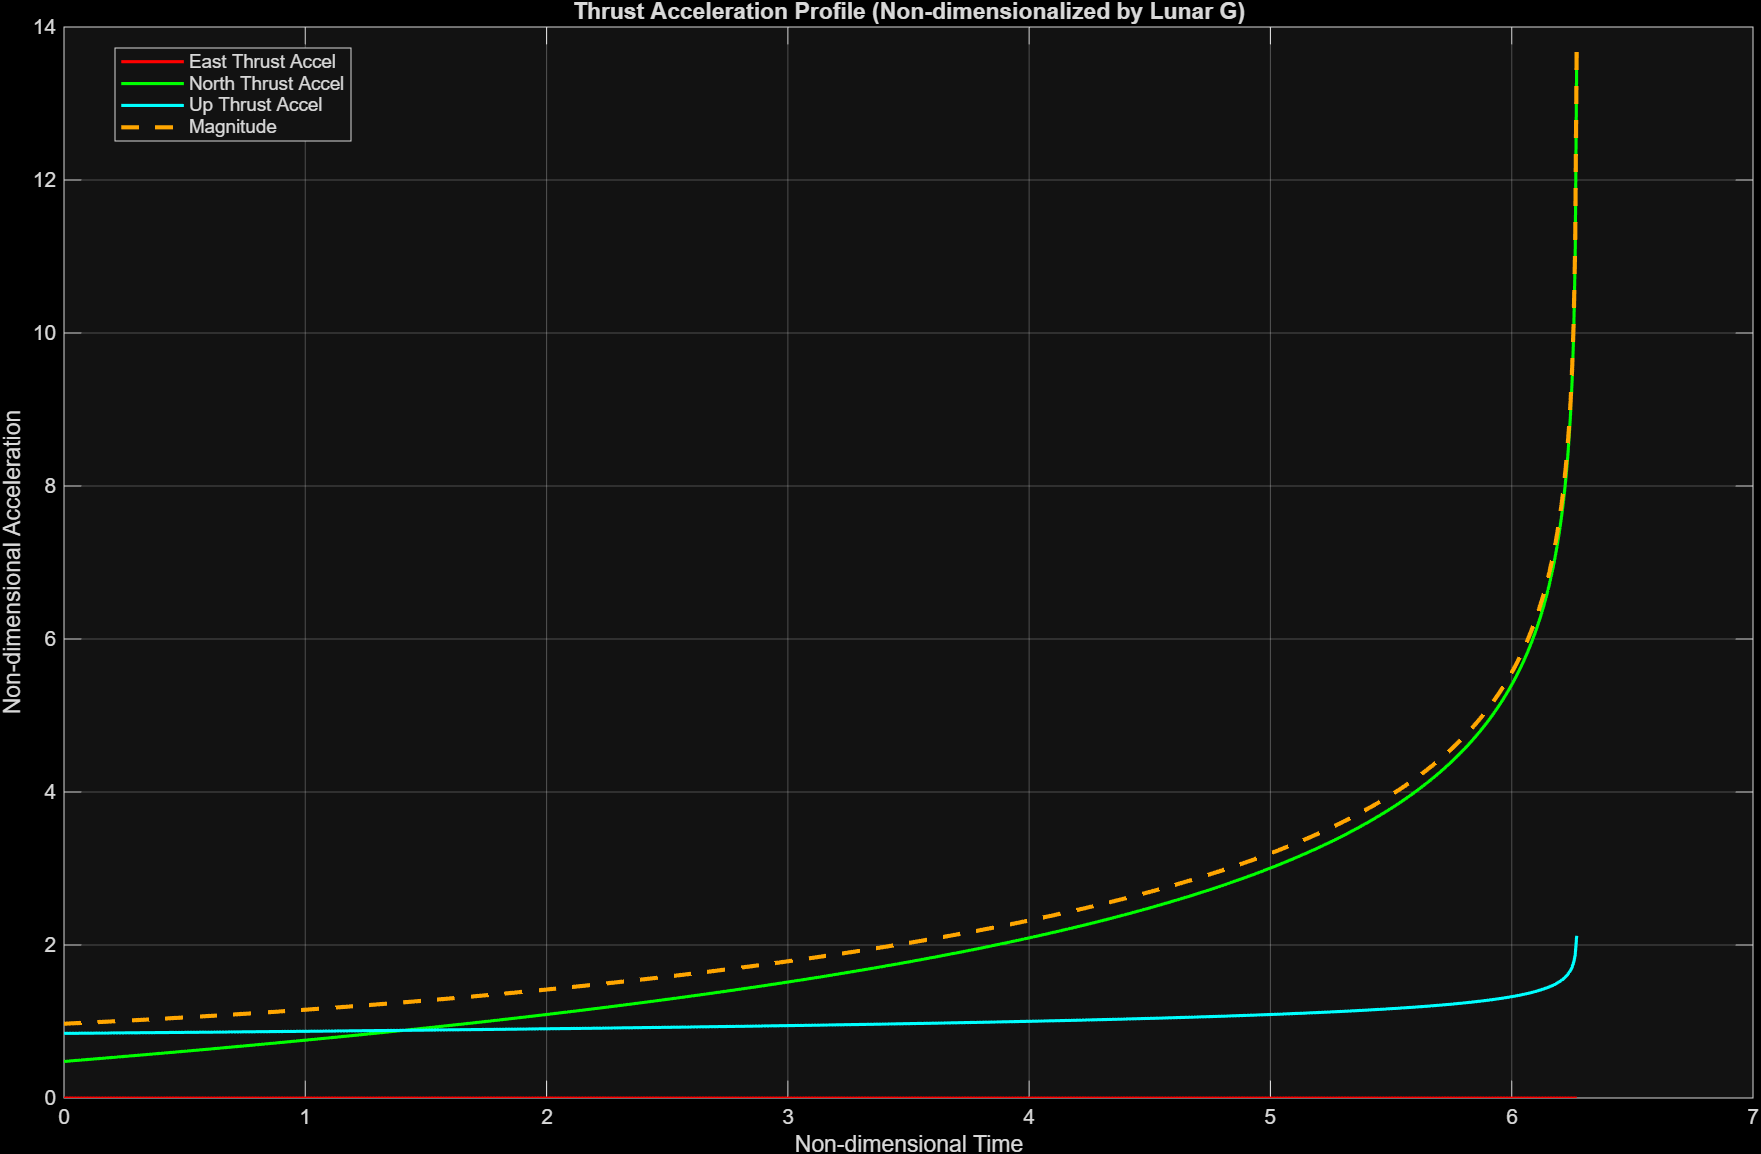 Thrust Acceleration Profile (Non-dimensionalized by Lunar G)
14
12
10
8
6
4
2
0
East Thrust Accel
North Thrust Accel
Up Thrust Accel
Magnitude
Non-dimensional Acceleration
0 1 2 3 4 5 6 7
Non-dimensional Time